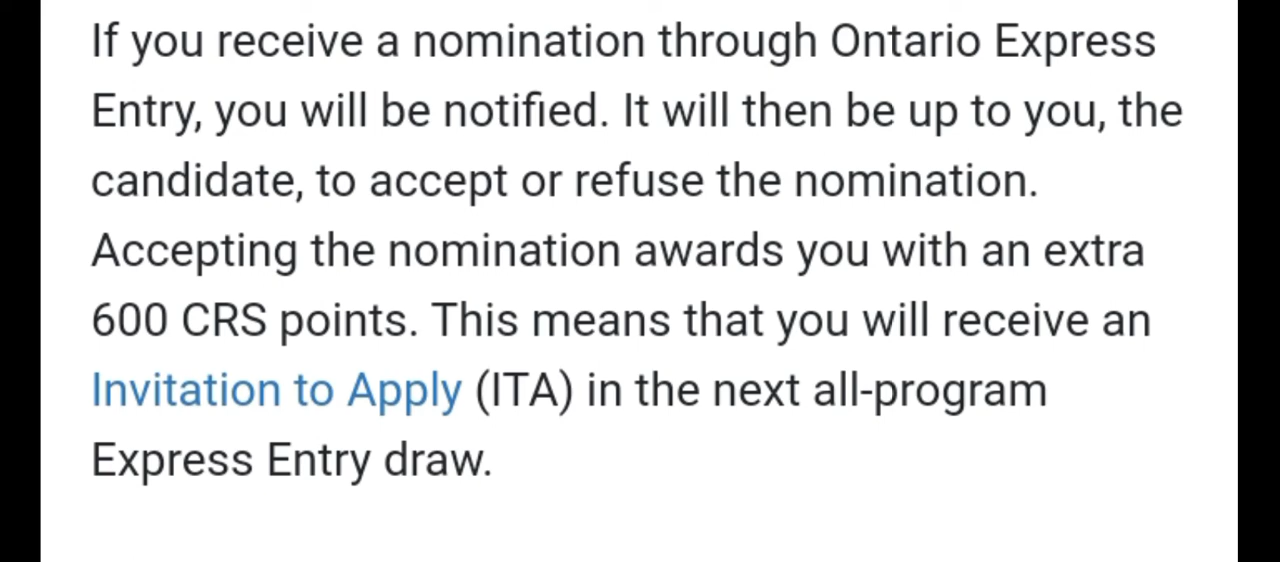 If you receive a nomination through Ontario Express
Entry, you will be notified. It will then be up to you, the
candidate, to accept or refuse the nomination.
Accepting the nomination awards you with an extra
600 CRS points. This means that you will receive an
Invitation to Apply (ITA) in the next all-program
Express Entry draw.